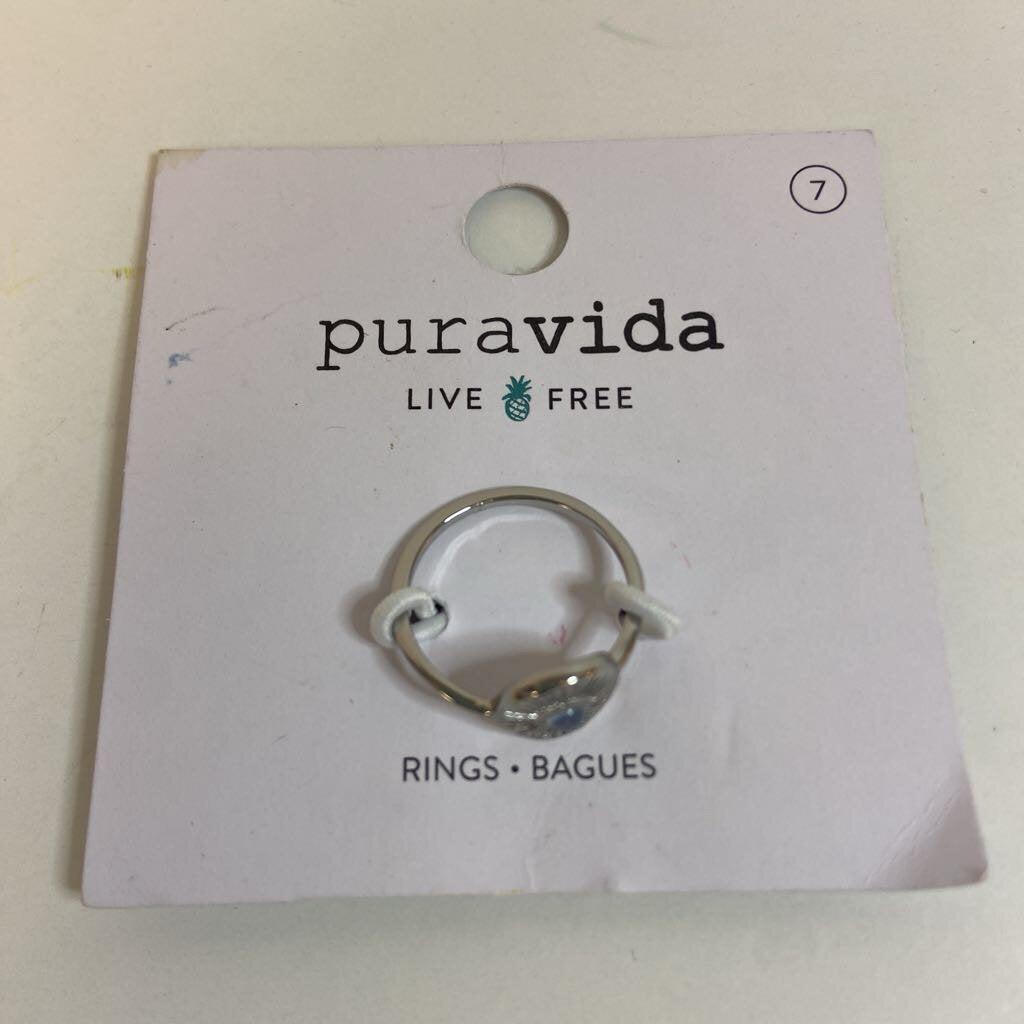 7
puravida
LIVE FREE
RINGS • BAGUES